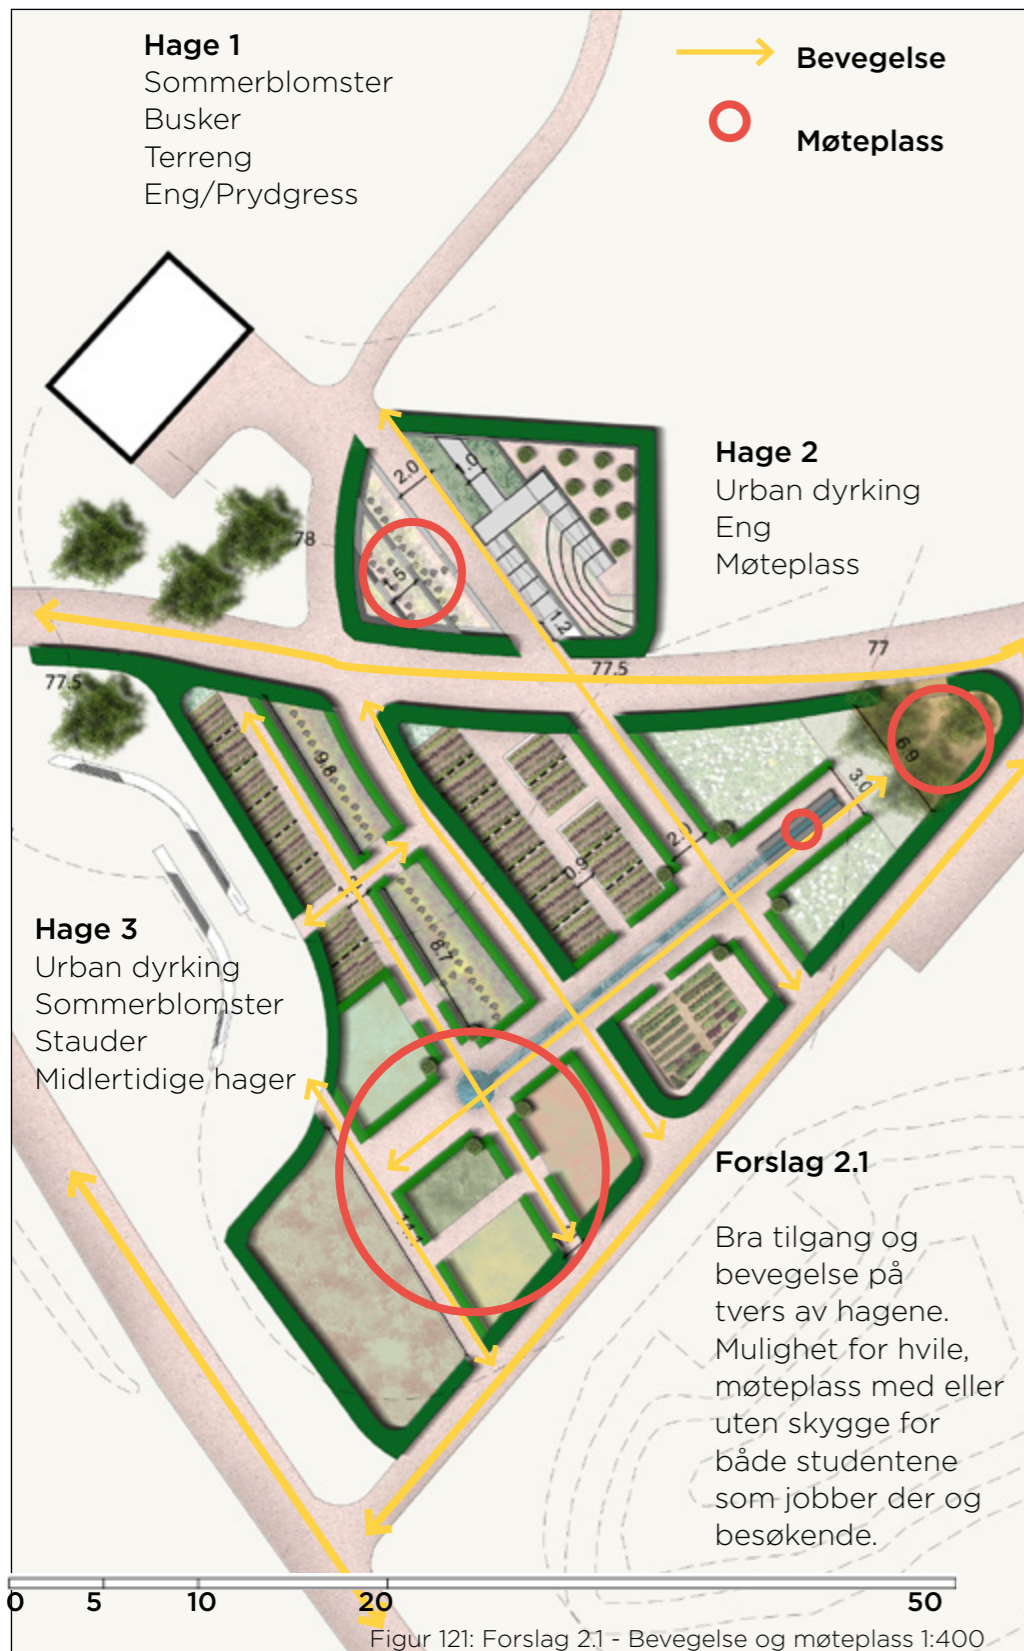 Hage 1
Sommerblomster
Busker
Terreng
Eng/Prydgress
Bevegelse
Møteplass
Hage 2
Urban dyrking
Eng
Møteplass
2.0
1.9
78
5
1.2
77.5
77
77.5
9.8
6.9
3.0
2.9
0.9
8.7
Hage 3
Urban dyrking
Sommerblomster
Stauder
Midlertidige hager
Forslag 2.1
Bra tilgang og
bevegelse på
tvers av hagene.
Mulighet for hvile,
møteplass med eller
uten skygge for
både studentene
som jobber der og
besøkende.
0 5 10 20 50
Figur 121: Forslag 2.1 - Bevegelse og møteplass 1:400